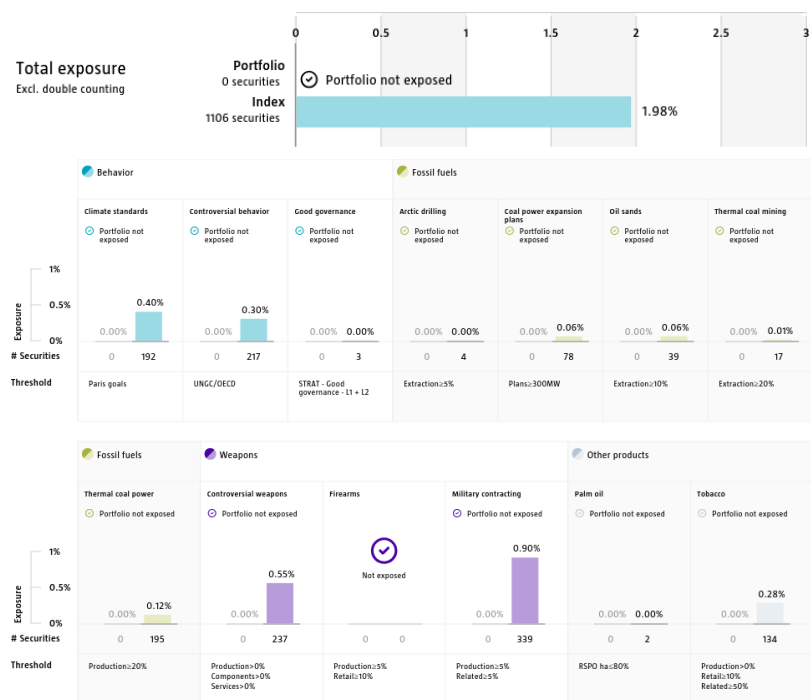 0 0.5 1 1.5 2 2.5 3
Total exposure
Excl. double counting
Portfolio
0 securities
Portfolio not exposed
Index
1106 securities
1.98%
Behavior
Fossil fuels
Climate standards
Portfolio not
exposed
Controversial behavior
Portfolio not
exposed
Good governance
Portfolio not
exposed
Arctic drilling
Portfolio not
exposed
Coal power expansion
plans
Portfolio not
exposed
Oil sands
Portfolio not
exposed
Thermal coal mining
Portfolio not
exposed
Exposure
1%
0.5%
0%
0.00% 0.40% 0.00% 0.30% 0.00% 0.00% 0.00% 0.00% 0.00% 0.06% 0.00% 0.06% 0.00% 0.01%
# Securities 0 192 0 217 0 3 0 4 0 78 0 39 0 17
Threshold
Paris goals
UNGC/OECD
STRAT - Good
governance - L1 + L2
Extraction≥5%
Plans≥300MW
Extraction≥10%
Extraction≥20%
Fossil fuels
Weapons
Other products
Thermal coal power
Portfolio not exposed
Controversial weapons
Portfolio not exposed
Firearms
Not exposed
Military contracting
Portfolio not exposed
Palm oil
Portfolio not exposed
Tobacco
Portfolio not exposed
Exposure
1%
0.5%
0%
0.00% 0.12% 0.00% 0.55% 0.00% 0.90% 0.00% 0.00% 0.00% 0.28%
# Securities 0 195 0 237 0 0 0 339 0 2 0 134
Threshold
Production≥20%
Production>0%
Components>0%
Services>0%
Production≥5%
Retail≥10%
Production≥5%
Related≥5%
RSPO ha≤80%
Production>0%
Retail≥10%
Related≥50%